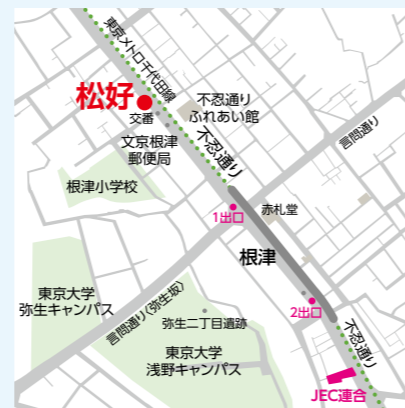 東京メトロ千代田線
松好
交番
不忍通り
ふれあい館
文京根津
郵便局
不忍通り
言問通り
根津小学校
1出口
赤札堂
根津
東京大学
弥生キャンパス
言問通り(弥生坂)
2出口
弥生二丁目遺跡
不忍通り
東京大学
浅野キャンパス
JEC連合